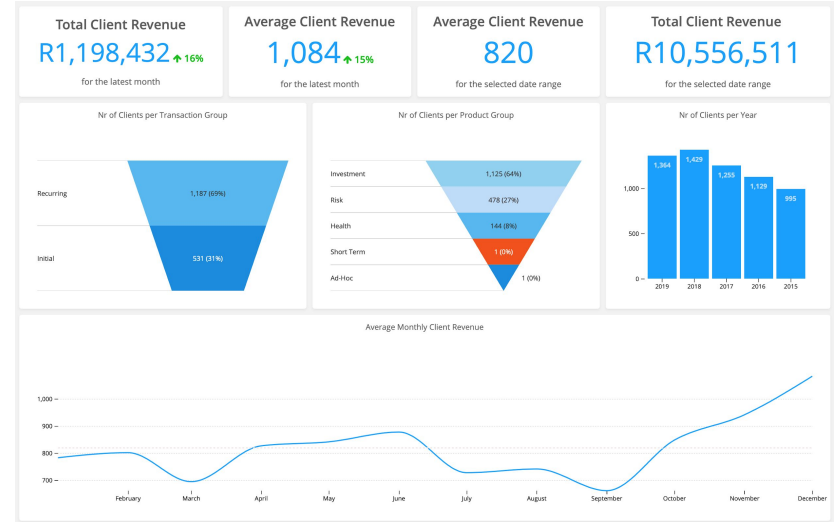 Total Client Revenue
R1,198,432 16%
for the latest month
Average Client Revenue
1,084 15%
for the latest month
Average Client Revenue
820
for the selected date range
Total Client Revenue
R10,556,511
for the selected date range
Nr of Clients per Transaction Group
Recurring
1,187 (69%)
Initial
531 (31%)
Nr of Clients per Product Group
Investment
1,125 (64%)
Risk
478 (27%)
Health
144 (8%)
Short Term
1 (0%)
Ad-Hoc
1 (0%)
Nr of Clients per Year
1,000
500
0
1,364
1,429
1,255
1,129
995
2019
2018
2017
2016
2015
Average Monthly Client Revenue
1,000
900
800
700
February
March
April
May
June
July
August
September
October
November
December